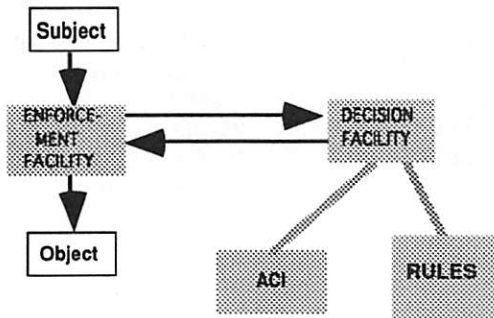 Subject
ENFORCE-
MENT
FACILITY
DECISION
FACILITY
Object
ACI
RULES